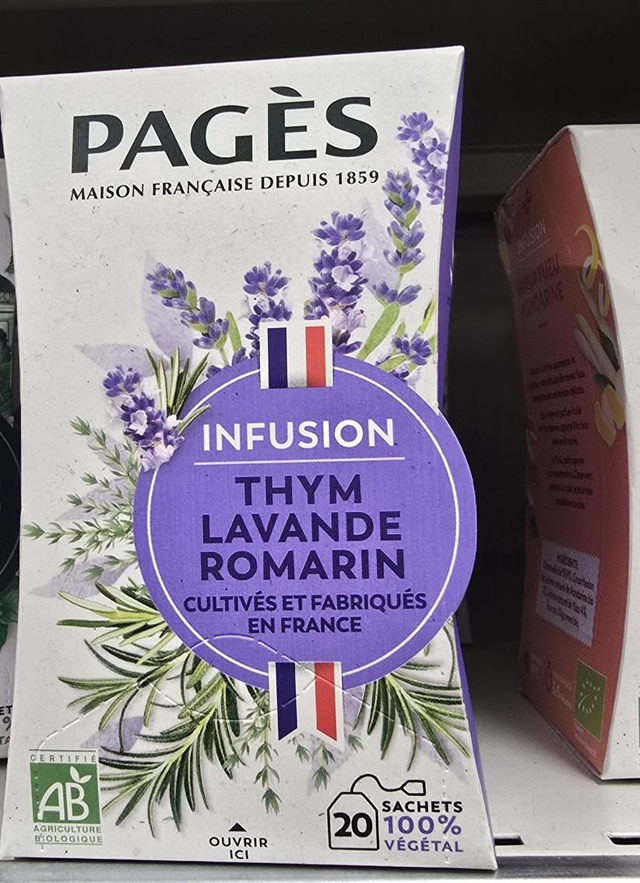 PAGÈS
MAISON FRANÇAISE DEPUIS 1859
INFUSION
THYM
LAVANDE
ROMARIN
CULTIVÉS ET FABRIQUÉS
EN FRANCE
CERTIFIÉ
AB
AGRICULTURE
BIOLOGIQUE
OUVRIR
ICI
20 SACHETS
100%
VÉGÉTAL
INFUSION